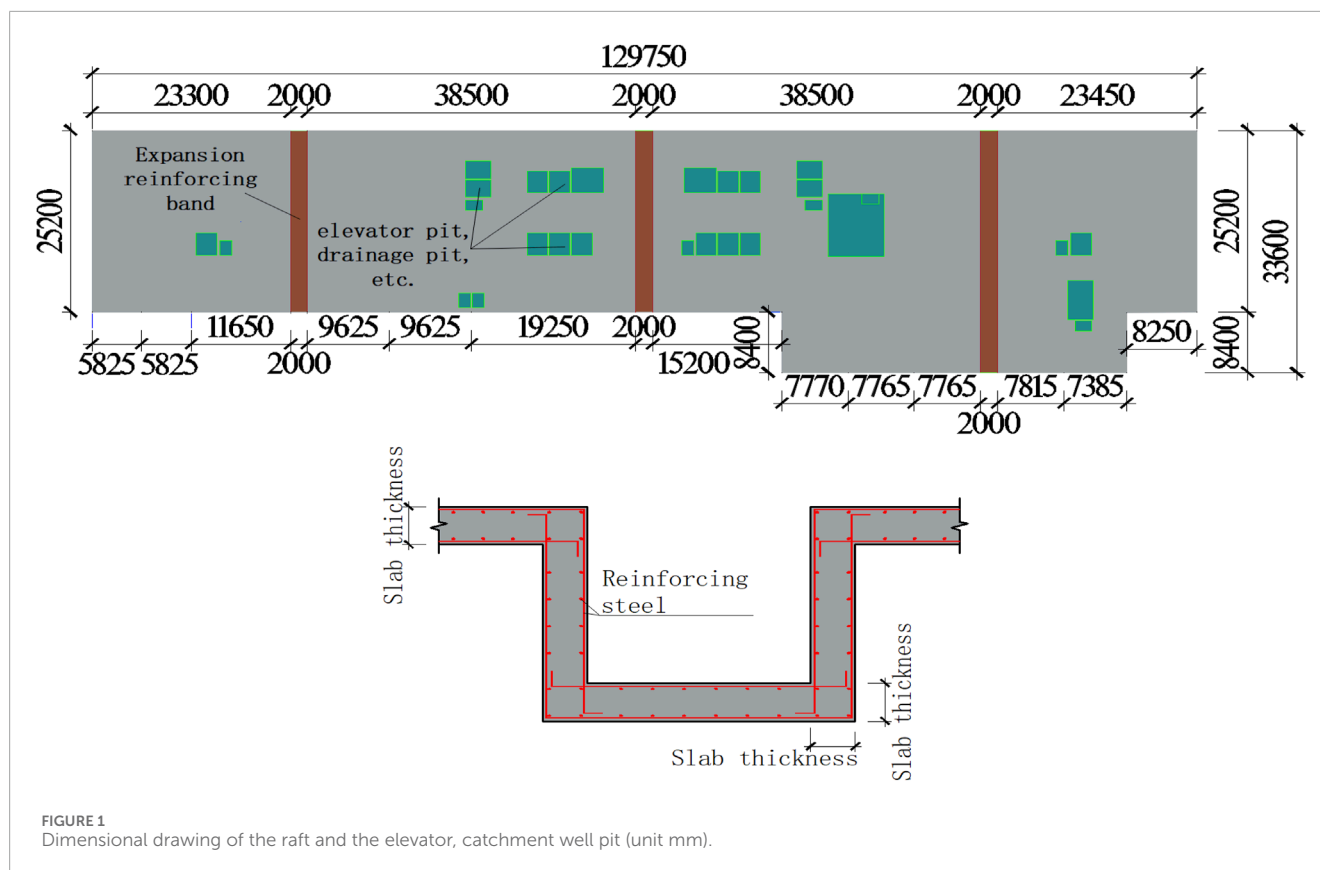 129750
23300 2000 38500 2000 38500 2000 23450
Expansion
reinforcing
band
25200
elevator pit,
drainage pit,
etc.
25200
33600
11650 9625 9625 19250 2000
8400
8250
8400
5825 5825 2000 15200
7770 7765 7765 7815 7385
2000
Slab thickness
Reinforcing
steel
Slab thickness
Slab thickness
FIGURE 1
Dimensional drawing of the raft and the elevator, catchment well pit (unit mm).